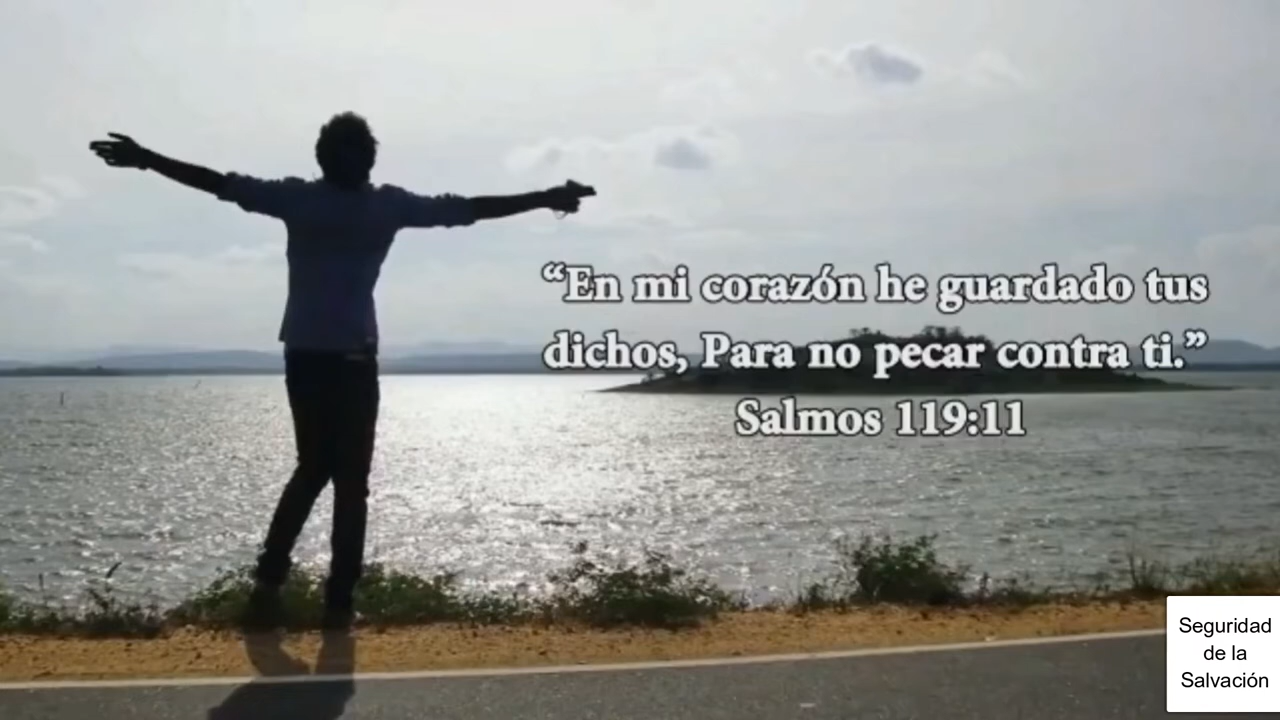 “En mi corazón he guardado tus
dichos, Para no pecar contra ti.”
Salmos 119:11
Seguridad
de la
Salvación